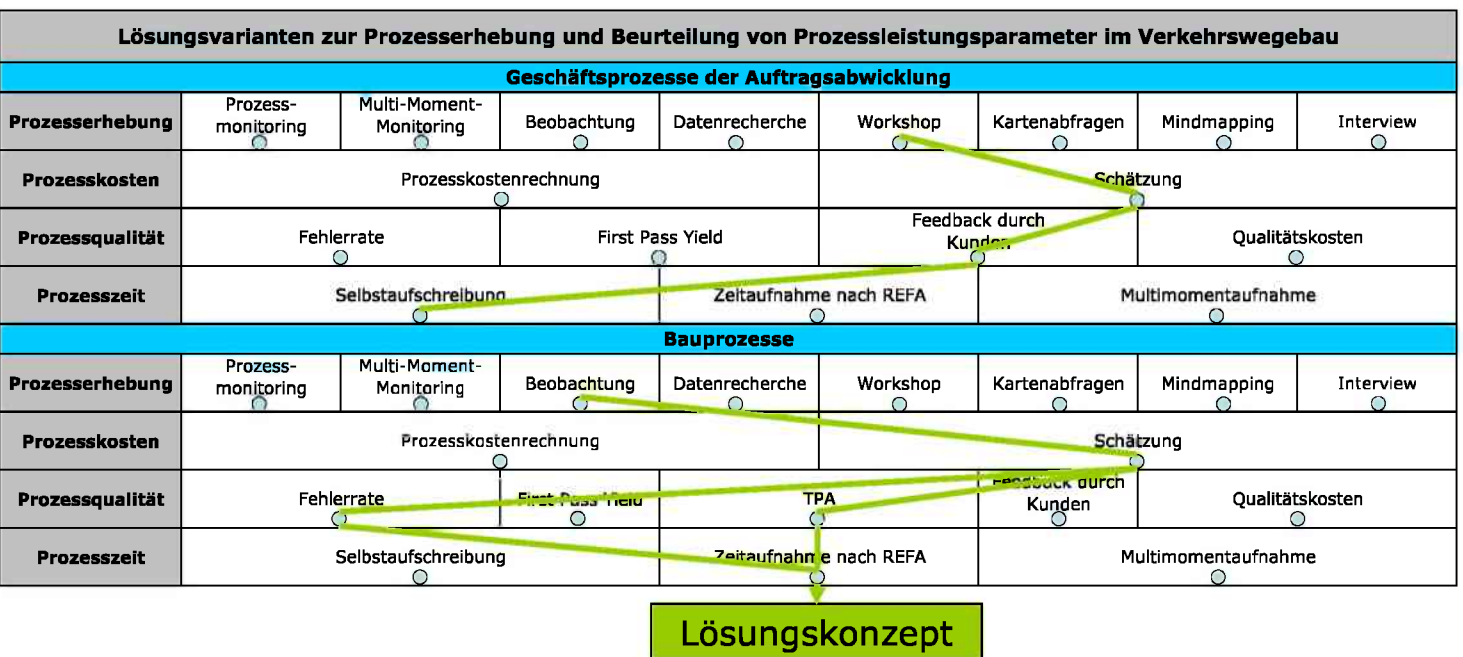 Lösungsvarianten zur Prozesserhebung und Beurteilung von Prozessleistungsparameter im Verkehrswegebau
Geschäftsprozesse der Auftragsabwicklung
Prozesserhebung
Prozess-
monitoring
Multi-Moment-
Monitoring
Beobachtung
Datenrecherche
Workshop
Kartenabfragen
Mindmapping
Interview
Prozesskosten
Prozesskostenrechnung
Schätzung
Prozessqualität
Fehlerrate
First Pass Yield
Feedback durch
Kunden
Qualitätskosten
Prozesszeit
Selbstaufschreibung
Zeitaufnahme nach REFA
Multimomentaufnahme
Bauprozesse
Prozesserhebung
Prozess-
monitoring
Multi-Moment-
Monitoring
Beobachtung
Datenrecherche
Workshop
Kartenabfragen
Mindmapping
Interview
Prozesskosten
Prozesskostenrechnung
Schätzung
Prozessqualität
Fehlerrate
First Pass Yield
TPA
Feedback durch
Kunden
Qualitätskosten
Prozesszeit
Selbstaufschreibung
Zeitaufnahme nach REFA
Multimomentaufnahme
Lösungskonzept